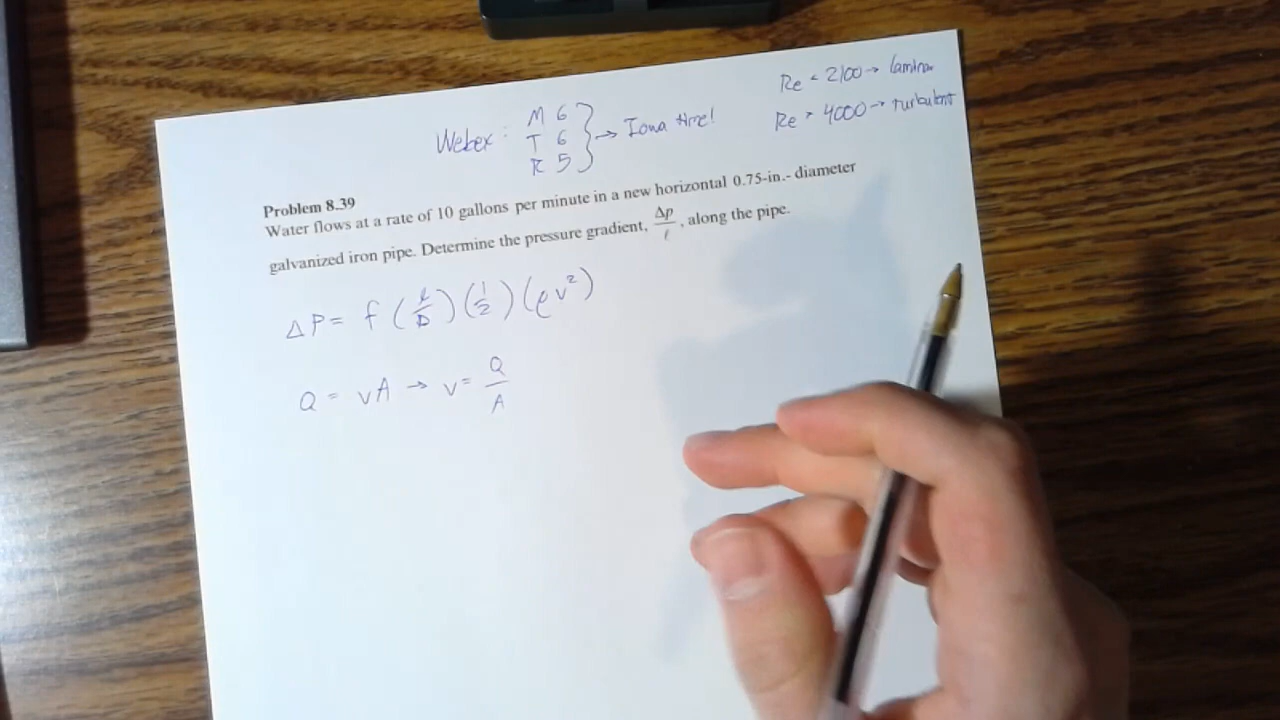 Re < 2100 → laminar
Re > 4000 → turbulent
Webex: M 6
T 6
R 5
→ Iowa time!
Problem 8.39
Water flows at a rate of 10 gallons per minute in a new horizontal 0.75-in.- diameter
galvanized iron pipe. Determine the pressure gradient, Δp/ℓ, along the pipe.
ΔP = f (ℓ/D) (1/2) (ρv²)
Q = vA → v = Q/A